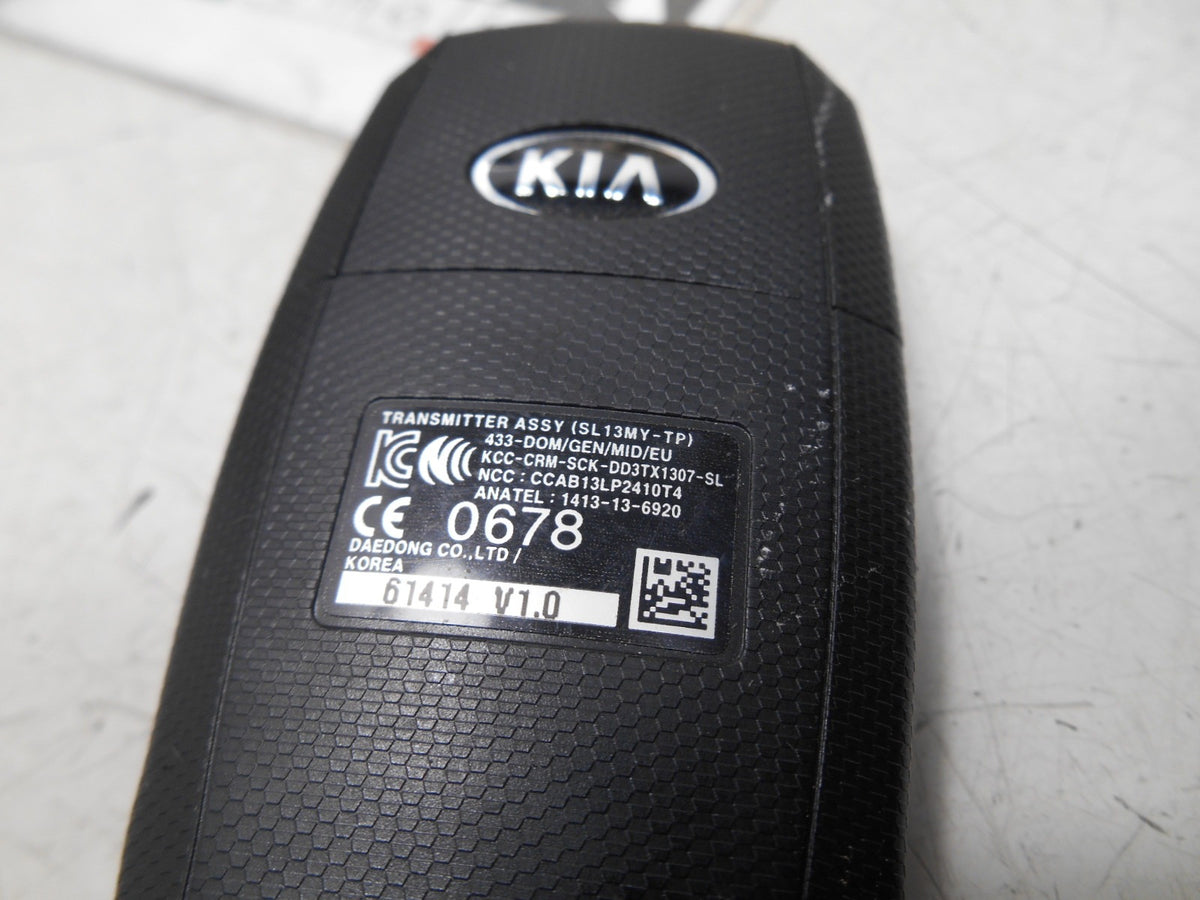 KIA
TRANSMITTER ASSY (SL13MY-TP)
433-DOM/GEN/MID/EU
KCC-CRM-SCK-DD3TX1307-SL
NCC : CCAB13LP2410T4
ANATEL : 1413-13-6920
CE 0678
DAEDONG CO.,LTD /
KOREA
61414 V1.0